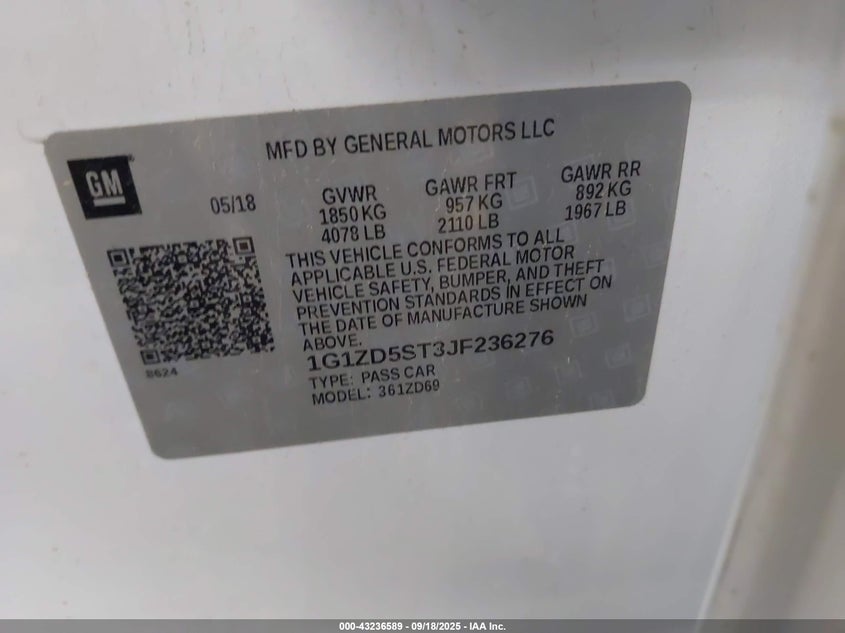 MFD BY GENERAL MOTORS LLC
GM
05/18
GVWR
1850 KG
4078 LB
GAWR FRT
957 KG
2110 LB
GAWR RR
892 KG
1967 LB
THIS VEHICLE CONFORMS TO ALL
APPLICABLE U.S. FEDERAL MOTOR
VEHICLE SAFETY, BUMPER, AND THEFT
PREVENTION STANDARDS IN EFFECT ON
THE DATE OF MANUFACTURE SHOWN
ABOVE.
1G1ZD5ST3JF236276
TYPE: PASS CAR
MODEL: 361ZD69
8624
000-43236589 - 09/18/2025 - IAA Inc.